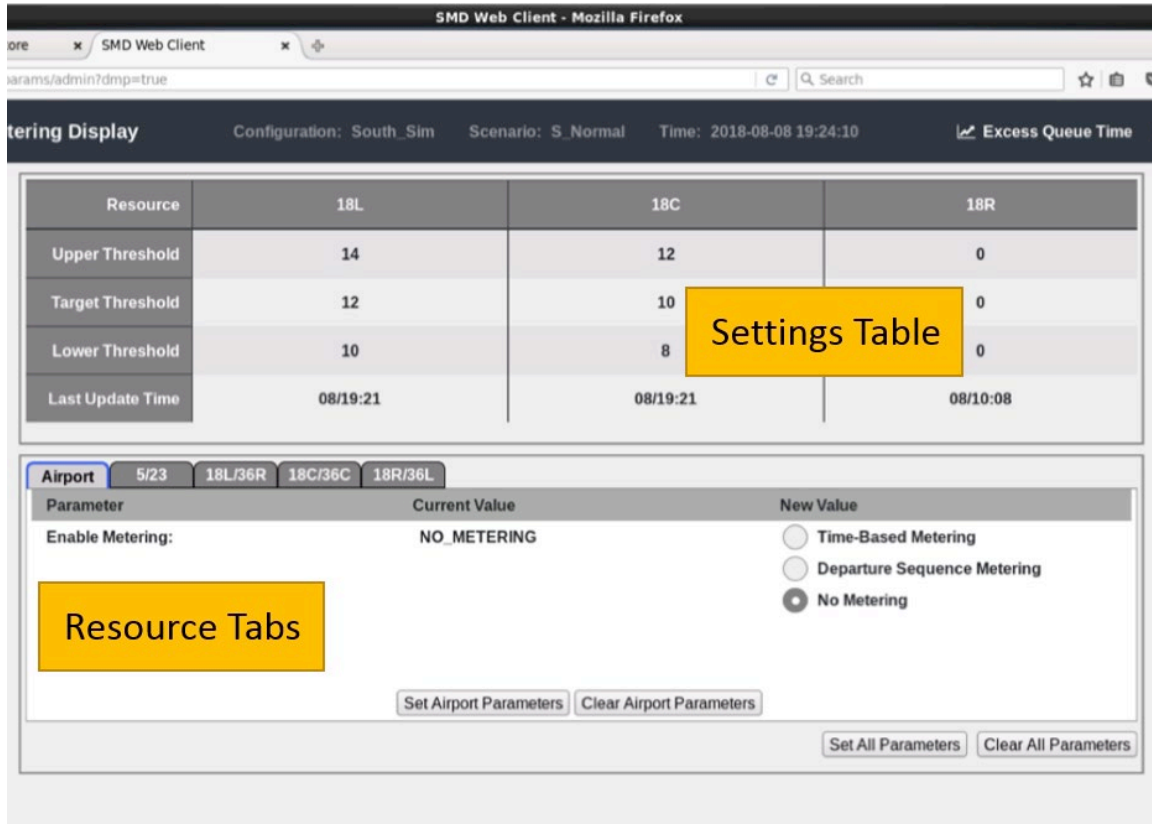 SMD Web Client - Mozilla Firefox
ore × SMD Web Client ×
params/admin?dmp=true Search
tering Display Configuration: South_Sim Scenario: S_Normal Time: 2018-08-08 19:24:10 Excess Queue Time
Resource 18L 18C 18R
Upper Threshold 14 12 0
Target Threshold 12 10 0
Settings Table
Lower Threshold 10 8 0
Last Update Time 08/19:21 08/19:21 08/10:08
Airport 5/23 18L/36R 18C/36C 18R/36L
Parameter Current Value New Value
Enable Metering: NO_METERING Time-Based Metering
Departure Sequence Metering
No Metering
Resource Tabs
Set Airport Parameters Clear Airport Parameters
Set All Parameters Clear All Parameters